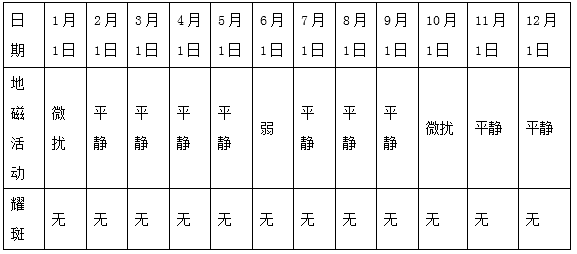 日期 1月1日 2月1日 3月1日 4月1日 5月1日 6月1日 7月1日 8月1日 9月1日 10月1日 11月1日 12月1日
地磁活动 微扰 平静 平静 平静 平静 弱 平静 平静 平静 微扰 平静 平静
耀斑 无 无 无 无 无 无 无 无 无 无 无 无